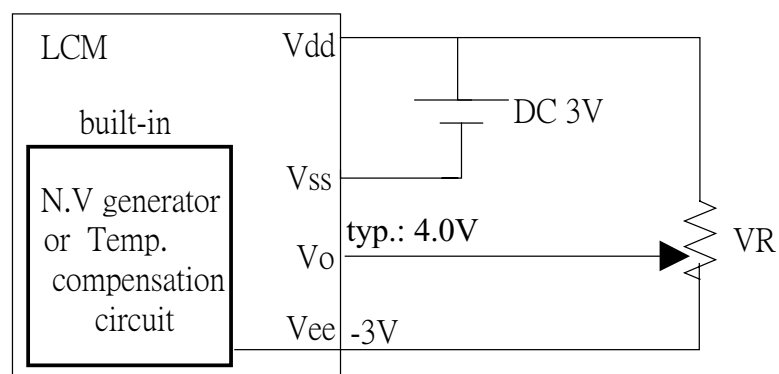 LCM
Vdd
DC 3V
built-in
Vss
N.V generator
or Temp.
compensation
circuit
typ.: 4.0V
Vo
VR
Vee
-3V